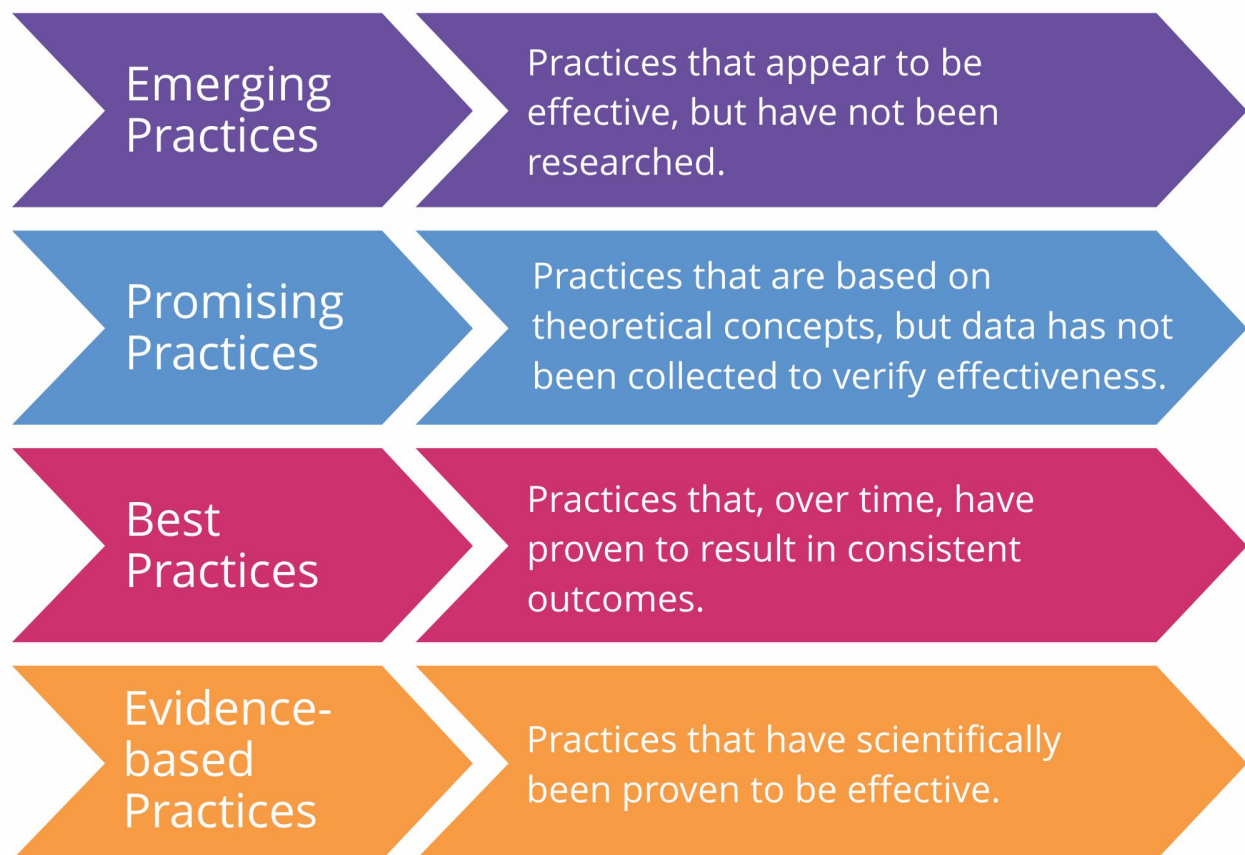 Emerging
Practices
Practices that appear to be
effective, but have not been
researched.
Promising
Practices
Practices that are based on
theoretical concepts, but data has not
been collected to verify effectiveness.
Best
Practices
Practices that, over time, have
proven to result in consistent
outcomes.
Evidence-
based
Practices
Practices that have scientifically
been proven to be effective.